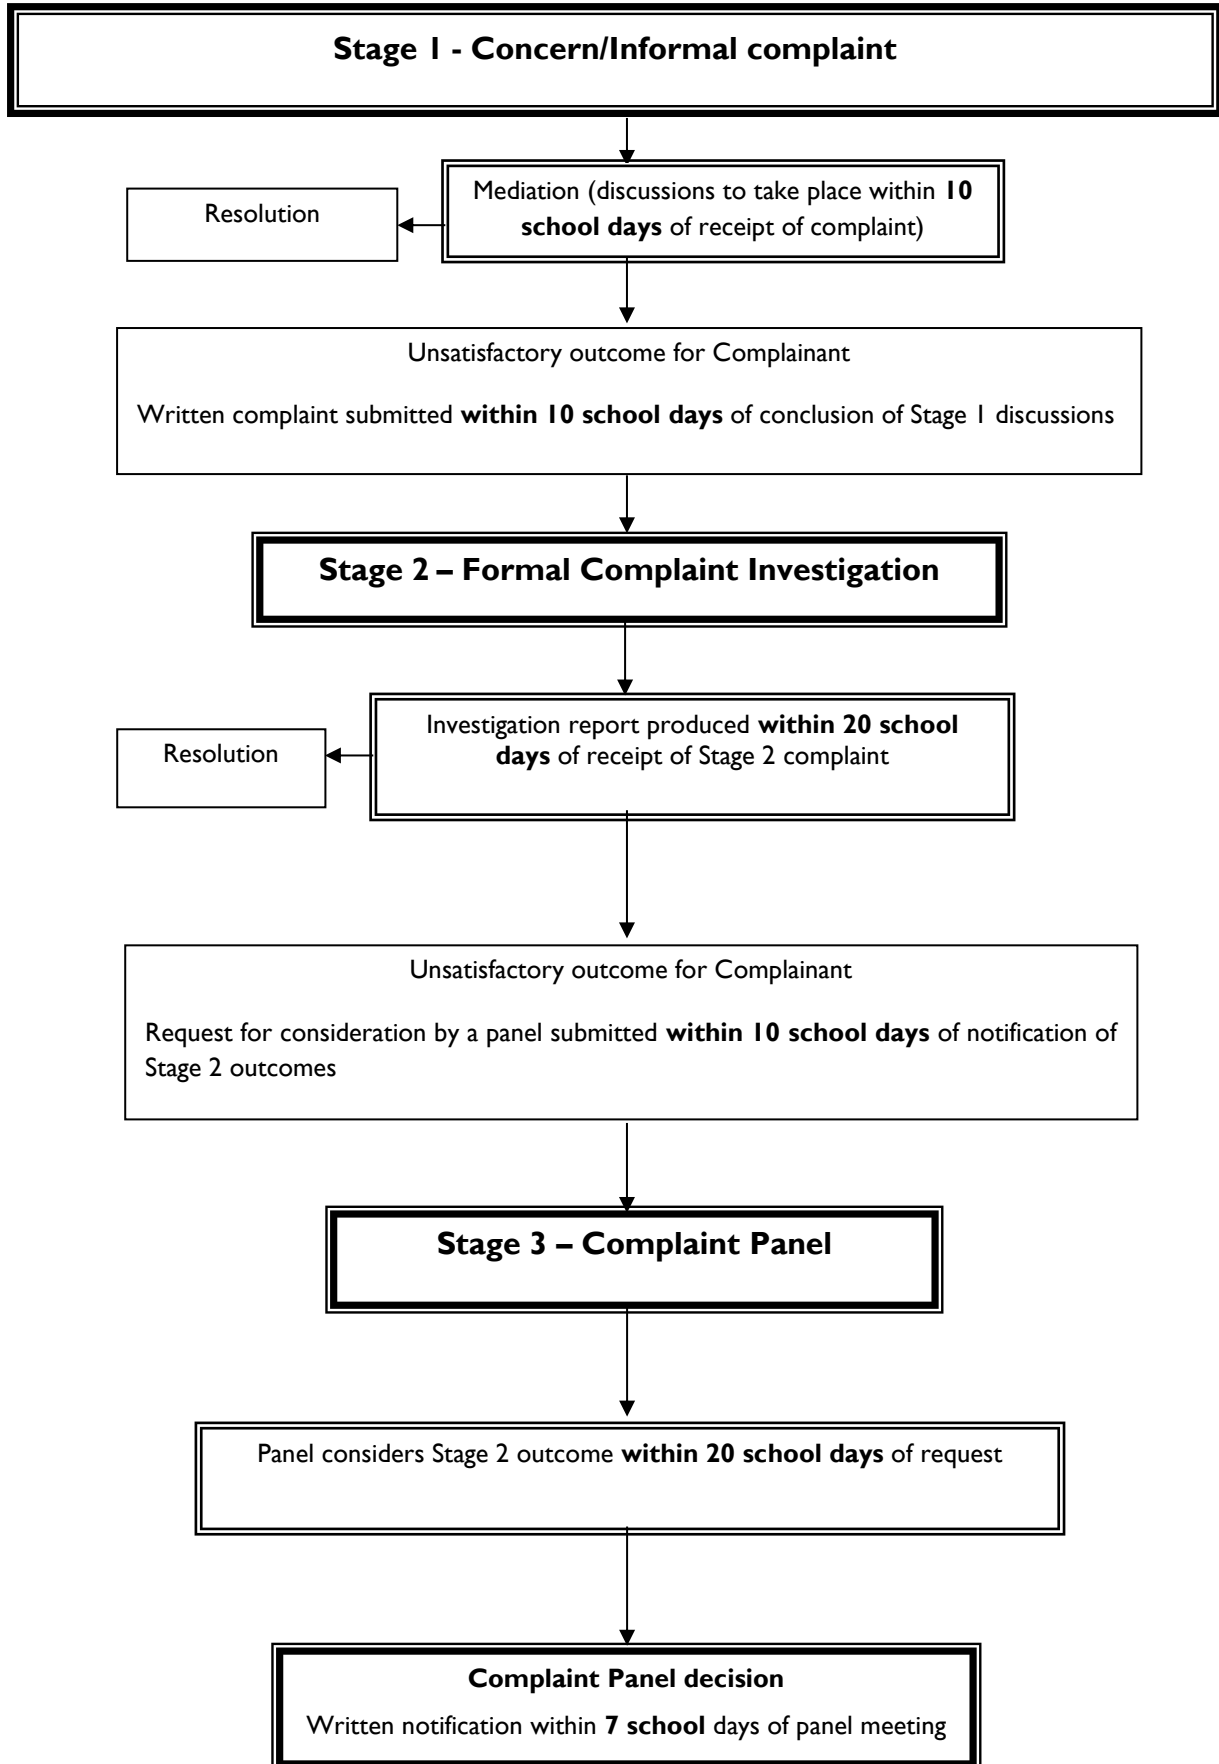 Stage 1 - Concern/Informal complaint
Mediation (discussions to take place within 10
school days of receipt of complaint)
Resolution
Unsatisfactory outcome for Complainant
Written complaint submitted within 10 school days of conclusion of Stage 1 discussions
Stage 2 – Formal Complaint Investigation
Investigation report produced within 20 school
days of receipt of Stage 2 complaint
Resolution
Unsatisfactory outcome for Complainant
Request for consideration by a panel submitted within 10 school days of notification of
Stage 2 outcomes
Stage 3 – Complaint Panel
Panel considers Stage 2 outcome within 20 school days of request
Complaint Panel decision
Written notification within 7 school days of panel meeting